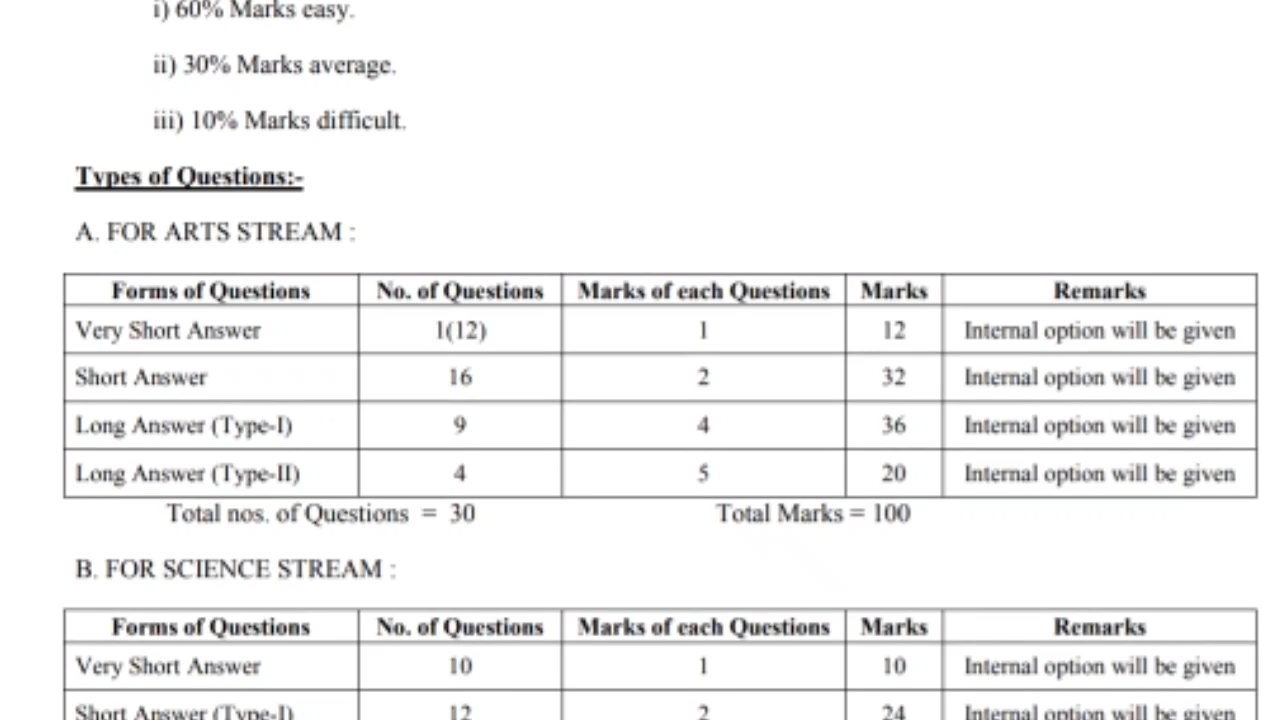 i) 60% Marks easy.
ii) 30% Marks average.
iii) 10% Marks difficult.
Types of Questions:-
A. FOR ARTS STREAM :
Forms of Questions No. of Questions Marks of each Questions Marks Remarks
Very Short Answer 1(12) 1 12 Internal option will be given
Short Answer 16 2 32 Internal option will be given
Long Answer (Type-I) 9 4 36 Internal option will be given
Long Answer (Type-II) 4 5 20 Internal option will be given
Total nos. of Questions = 30 Total Marks = 100
B. FOR SCIENCE STREAM :
Forms of Questions No. of Questions Marks of each Questions Marks Remarks
Very Short Answer 10 1 10 Internal option will be given
Short Answer (Type-I) 12 2 24 Internal option will be given